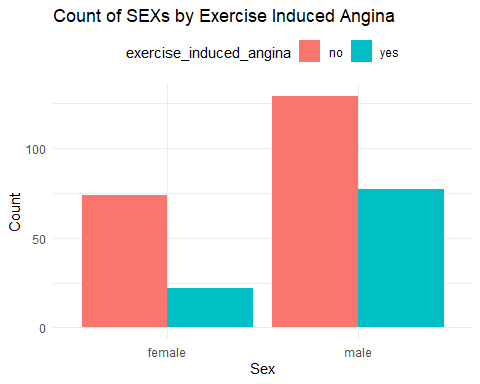 Count of SEXs by Exercise Induced Angina
exercise_induced_angina no yes
100
50
0
Count
female male
Sex